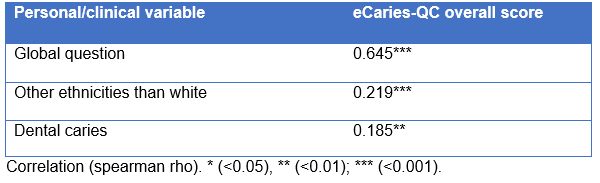 Personal/clinical variable eCaries-QC overall score
Global question 0.645***
Other ethnicities than white 0.219***
Dental caries 0.185**
Correlation (spearman rho). * (<0.05), ** (<0.01); *** (<0.001).